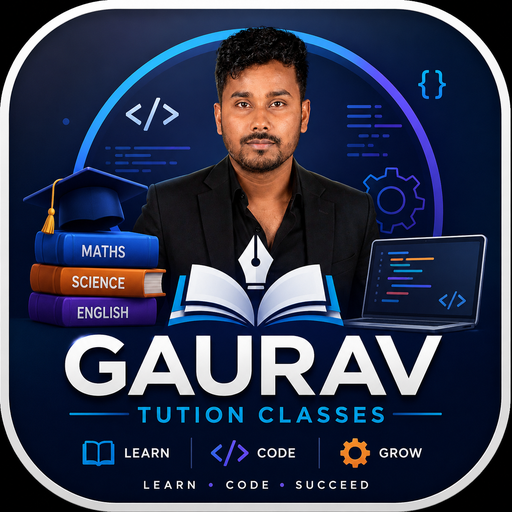 </>
{}
MATHS
SCIENCE
ENGLISH
</>
GAURAV
TUTION CLASSES
LEARN
</> CODE
GROW
LEARN • CODE • SUCCEED